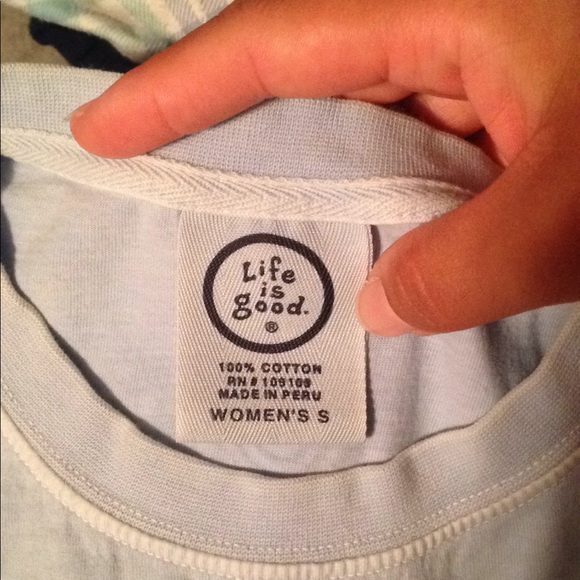 Life
is
good.
®
100% COTTON
RN # 109109
MADE IN PERU
WOMEN'S S